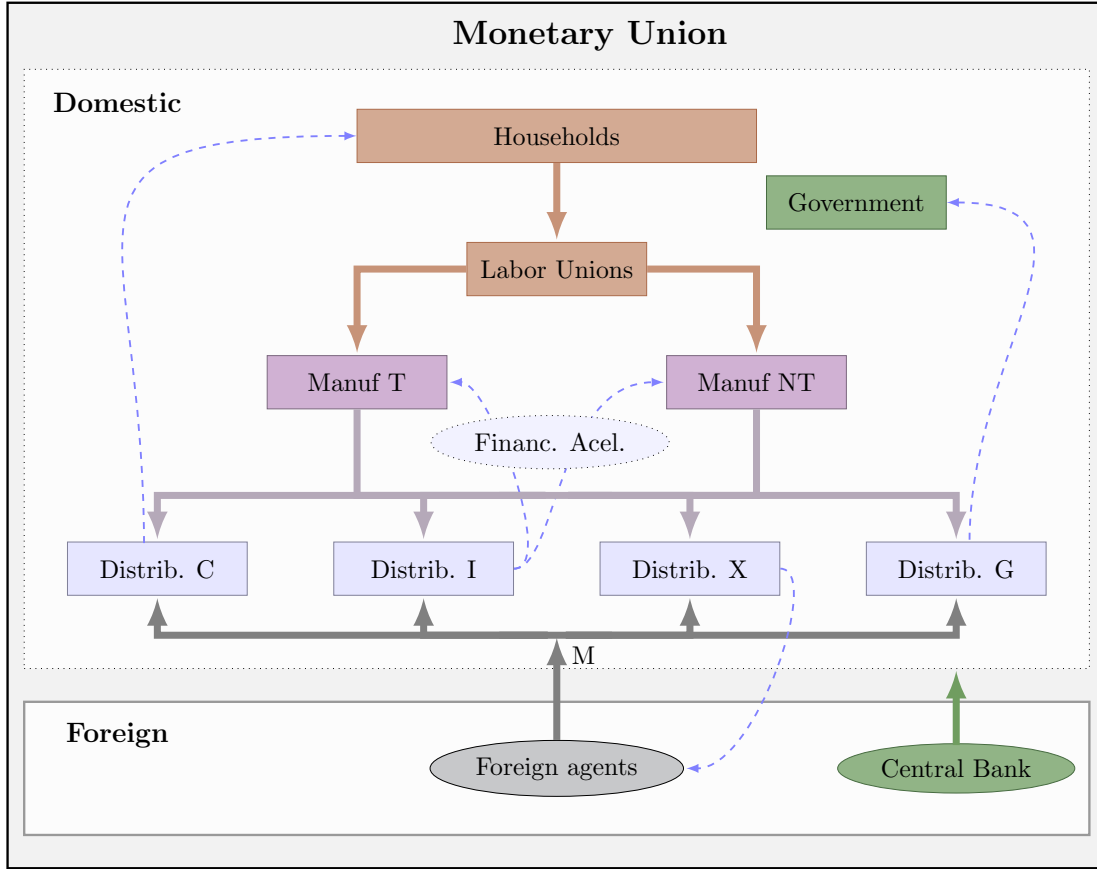 Monetary Union
Domestic
Households
Government
Labor Unions
Manuf T
Manuf NT
Financ. Acel.
Distrib. C
Distrib. I
Distrib. X
Distrib. G
M
Foreign
Foreign agents
Central Bank